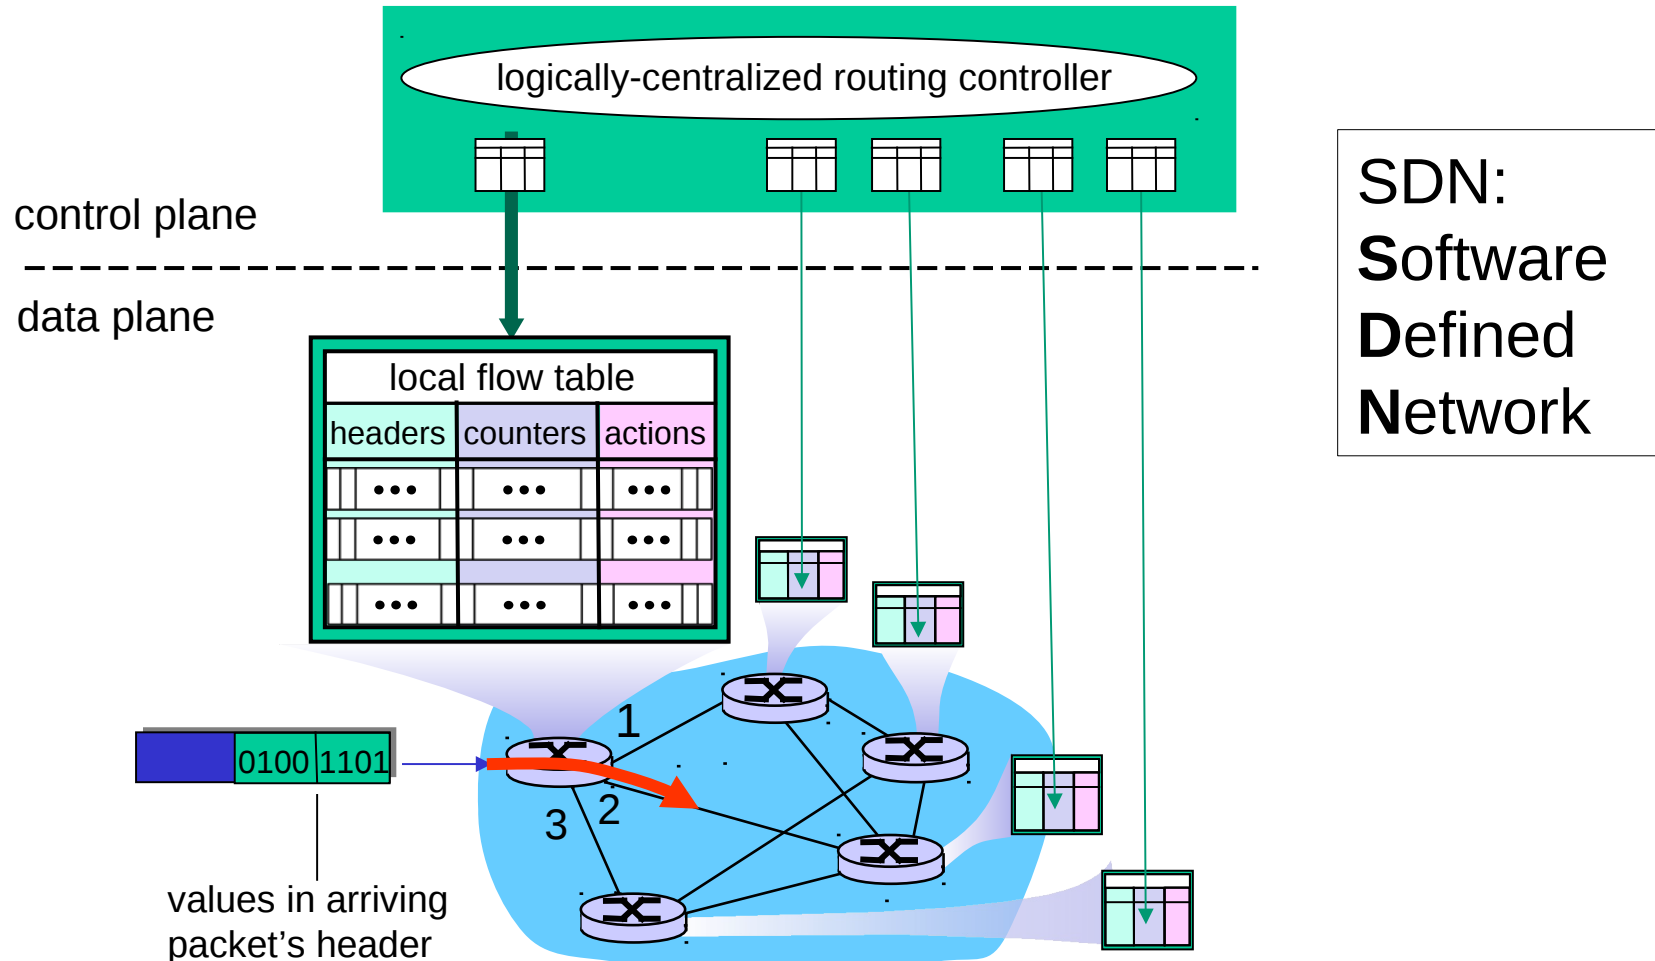 logically-centralized routing controller
control plane
data plane
local flow table
headers counters actions
1
2
3
0100 1101
values in arriving
packet's header
SDN:
Software
Defined
Network